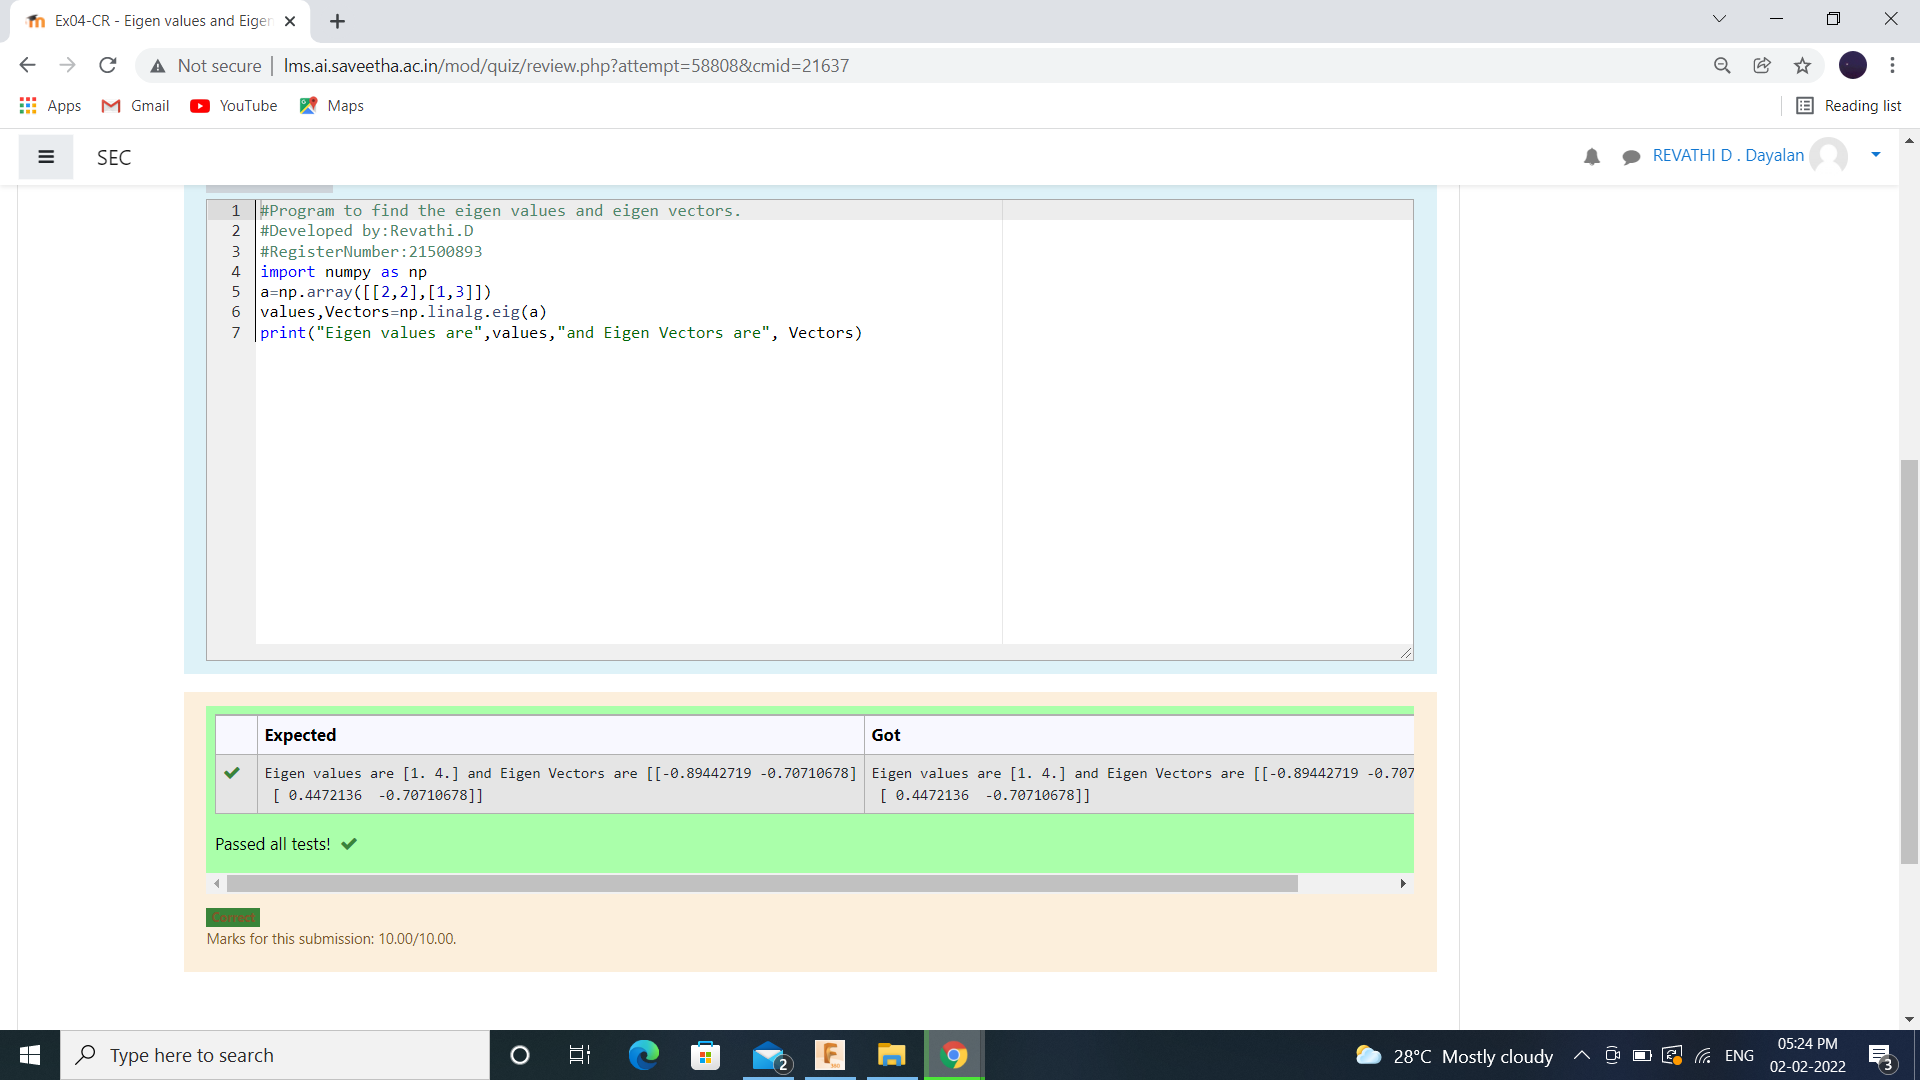 Ex04-CR - Eigen values and Eigen
Not secure | lms.ai.saveetha.ac.in/mod/quiz/review.php?attempt=58808&cmid=21637
Apps Gmail YouTube Maps Reading list
SEC REVATHI D . Dayalan
1 #Program to find the eigen values and eigen vectors.
2 #Developed by:Revathi.D
3 #RegisterNumber:21500893
4 import numpy as np
5 a=np.array([[2,2],[1,3]])
6 values,Vectors=np.linalg.eig(a)
7 print("Eigen values are",values,"and Eigen Vectors are", Vectors)
Expected Got
Eigen values are [1. 4.] and Eigen Vectors are [[-0.89442719 -0.70710678] Eigen values are [1. 4.] and Eigen Vectors are [[-0.89442719 -0.707
[ 0.4472136  -0.70710678]] [ 0.4472136  -0.70710678]]
Passed all tests!
Correct
Marks for this submission: 10.00/10.00.
Type here to search 2 F 28°C Mostly cloudy ENG 05:24 PM
02-02-2022 3